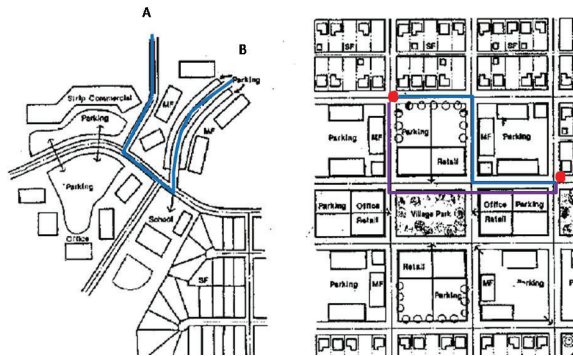 A
B
Parking
Strip Commercial
MF
Parking
MF
Parking
School
Office
SF
SF
SF
SF
Parking
MF
Parking
MF
Parking
Retail
Parking
Office
Retail
Village Park
Office
Parking
Retail
Parking
MF
Retail
Parking
MF
Parking
Parking